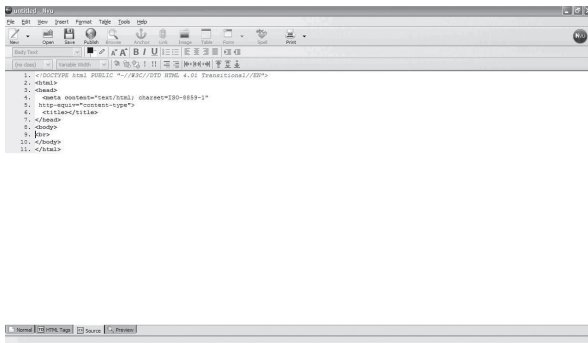 untitled - Nvu
File Edit View Insert Format Table Tools Help
New Open Save Publish Browse Anchor Link Image Table Form Spell Print
Body Text
(no class) Variable Width
1. <!DOCTYPE html PUBLIC "-//W3C//DTD HTML 4.01 Transitional//EN">
2. <html>
3. <head>
4. <meta content="text/html; charset=ISO-8859-1"
5. http-equiv="content-type">
6. <title></title>
7. </head>
8. <body>
9. <br>
10. </body>
11. </html>
Normal HTML Tags Source Preview